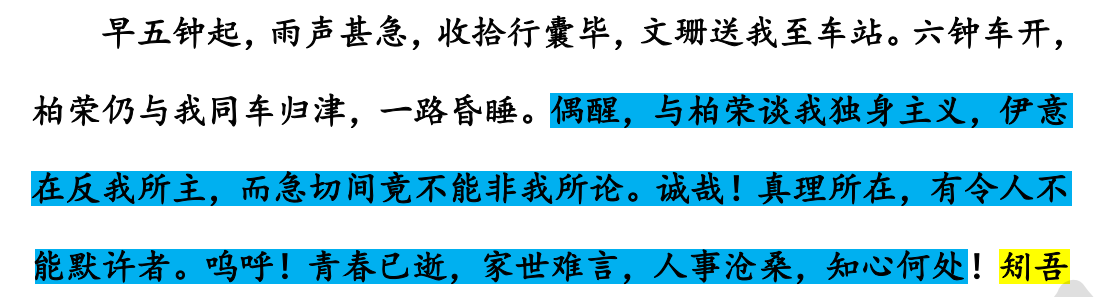 早五钟起，雨声甚急，收拾行囊毕，文珊送我至车站。六钟车开，
柏荣仍与我同车归津，一路昏睡。偶醒，与柏荣谈我独身主义，伊意
在反我所主，而急切间竟不能非我所论。诚哉！真理所在，有令人不
能默许者。呜呼！青春已逝，家世难言，人事沧桑，知心何处！矧吾